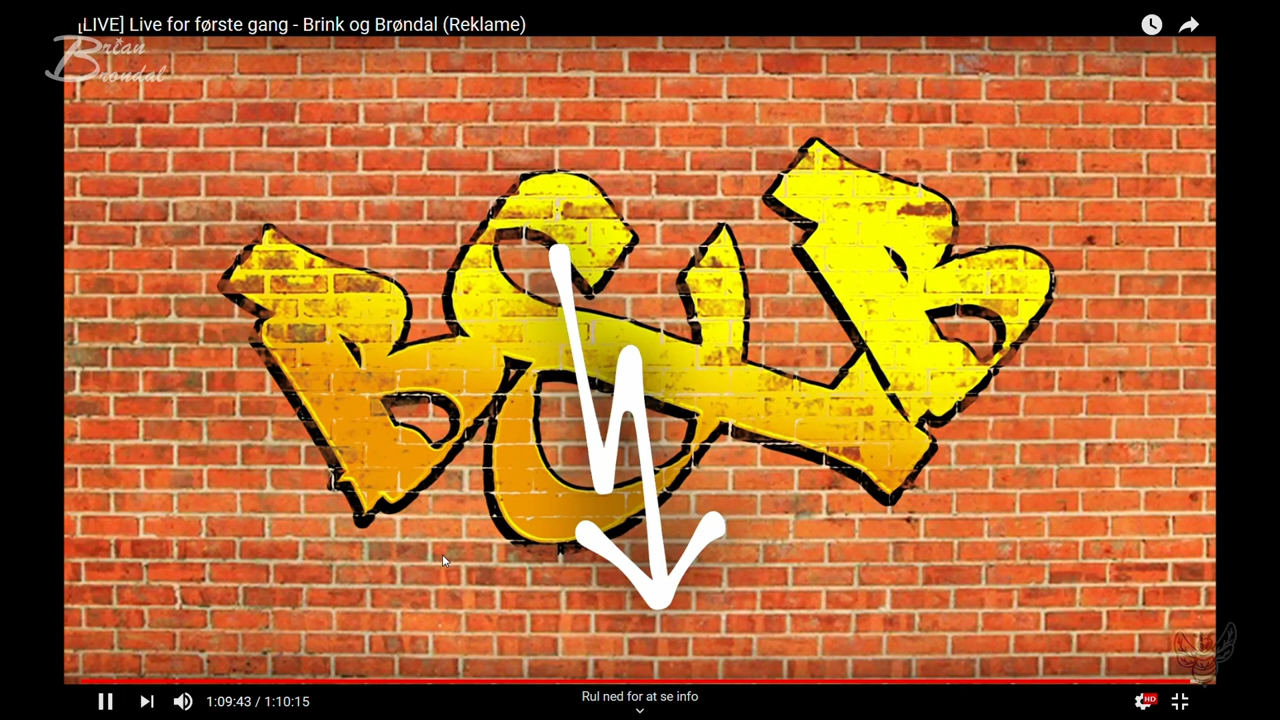 [LIVE] Live for første gang - Brink og Brøndal (Reklame)
Brian
Brøndal
B&B
1:09:43 / 1:10:15
HD
Rul ned for at se info